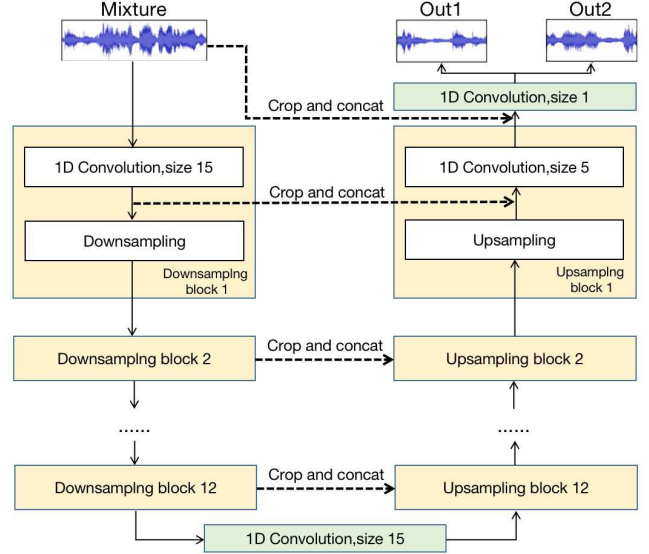 Mixture
Out1
Out2
Crop and concat
1D Convolution,size 1
1D Convolution,size 15
Crop and concat
1D Convolution,size 5
Downsampling
Upsampling
Downsamplng
block 1
Upsamplng
block 1
Downsamplng block 2
Crop and concat
Upsampling block 2
......
......
Downsamplng block 12
Crop and concat
Upsampling block 12
1D Convolution,size 15